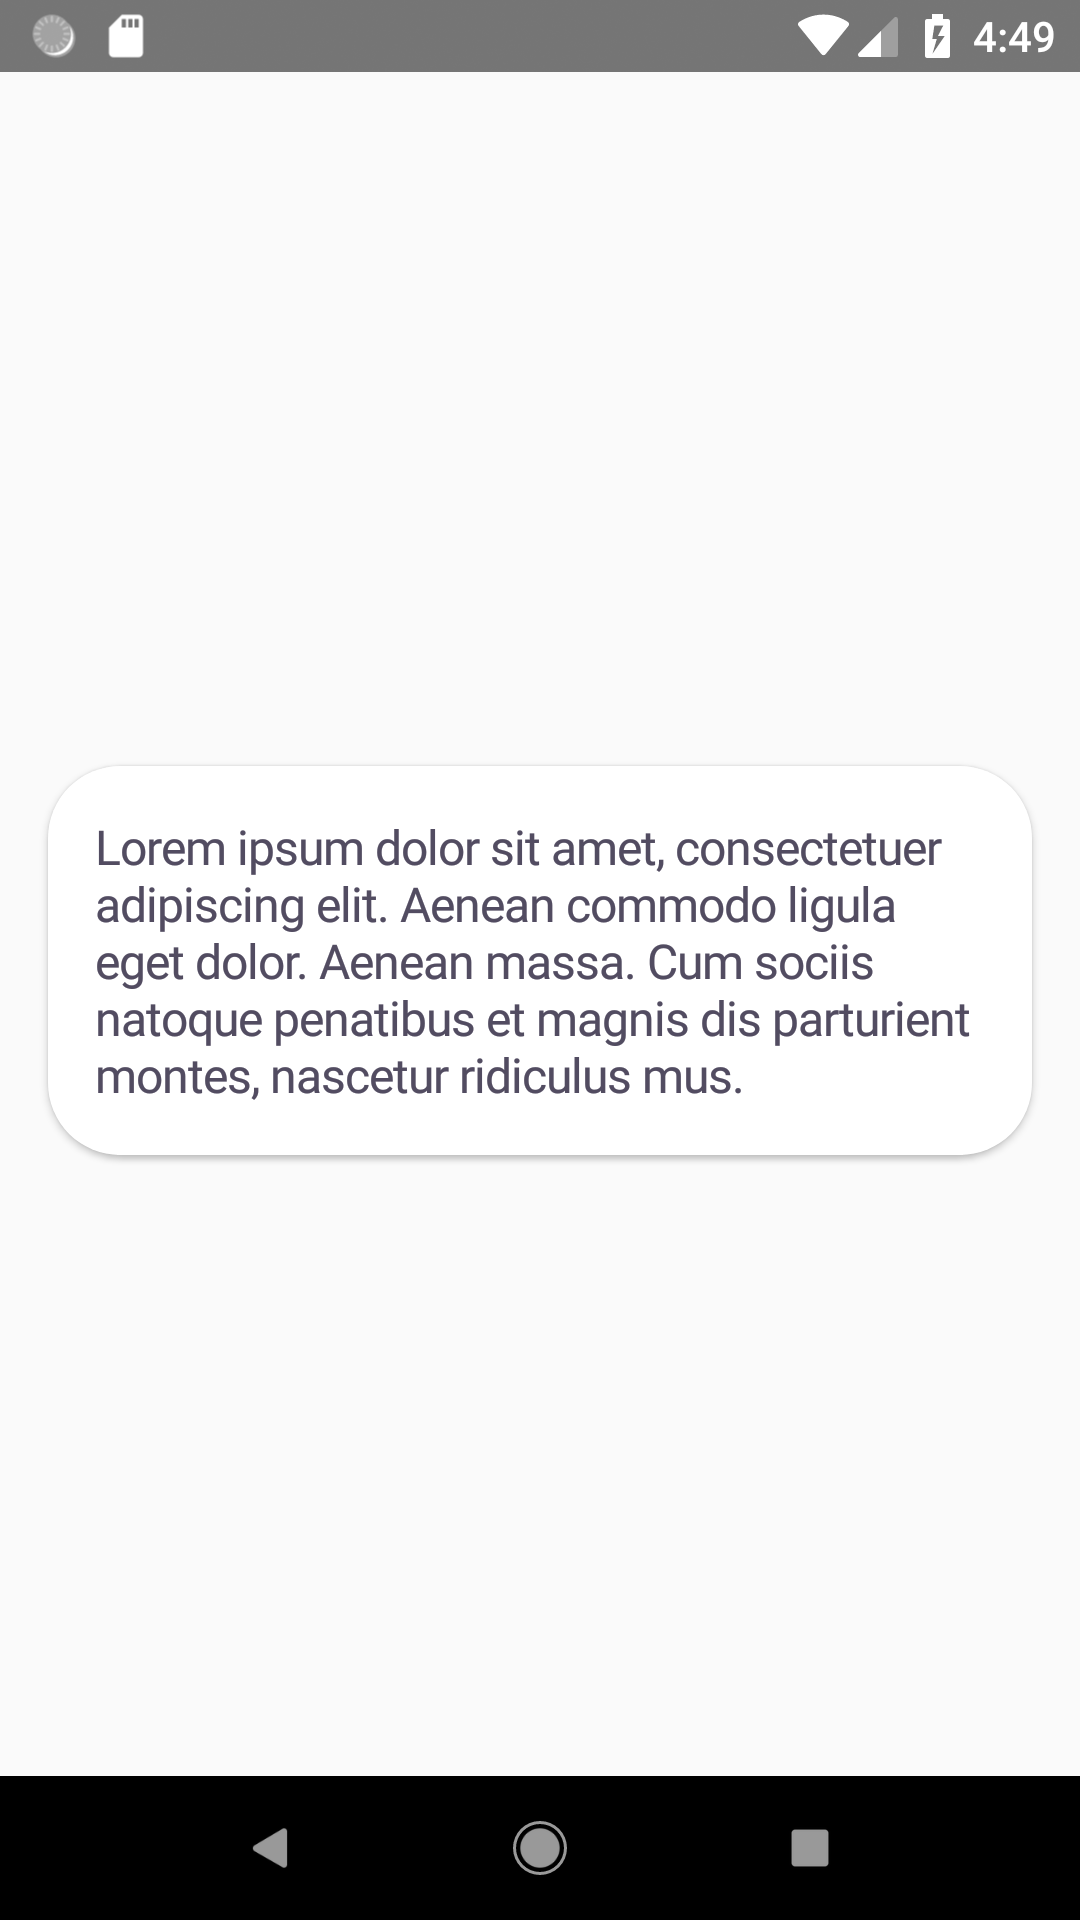 4:49
Lorem ipsum dolor sit amet, consectetuer
adipiscing elit. Aenean commodo ligula
eget dolor. Aenean massa. Cum sociis
natoque penatibus et magnis dis parturient
montes, nascetur ridiculus mus.